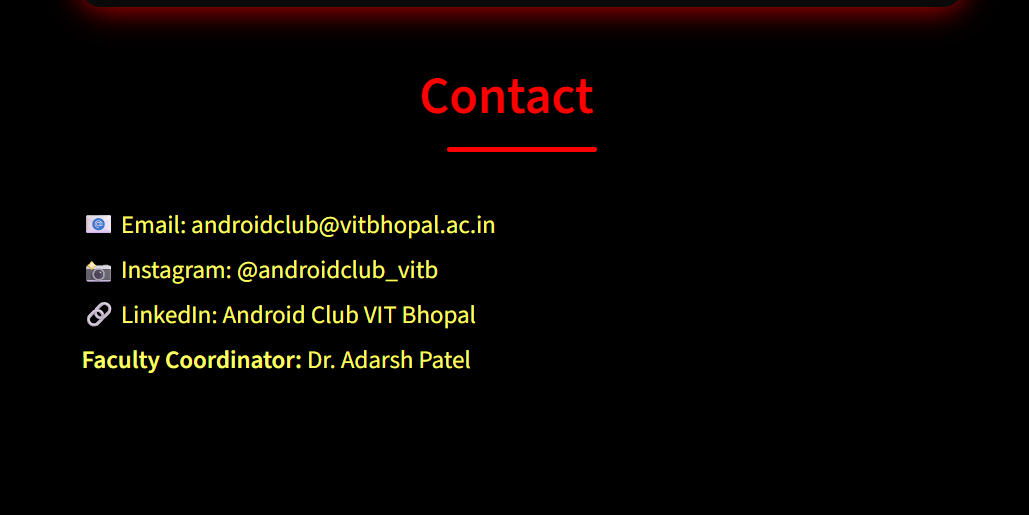 Contact
📧 Email: androidclub@vitbhopal.ac.in
📸 Instagram: @androidclub_vitb
🔗 LinkedIn: Android Club VIT Bhopal
Faculty Coordinator: Dr. Adarsh Patel